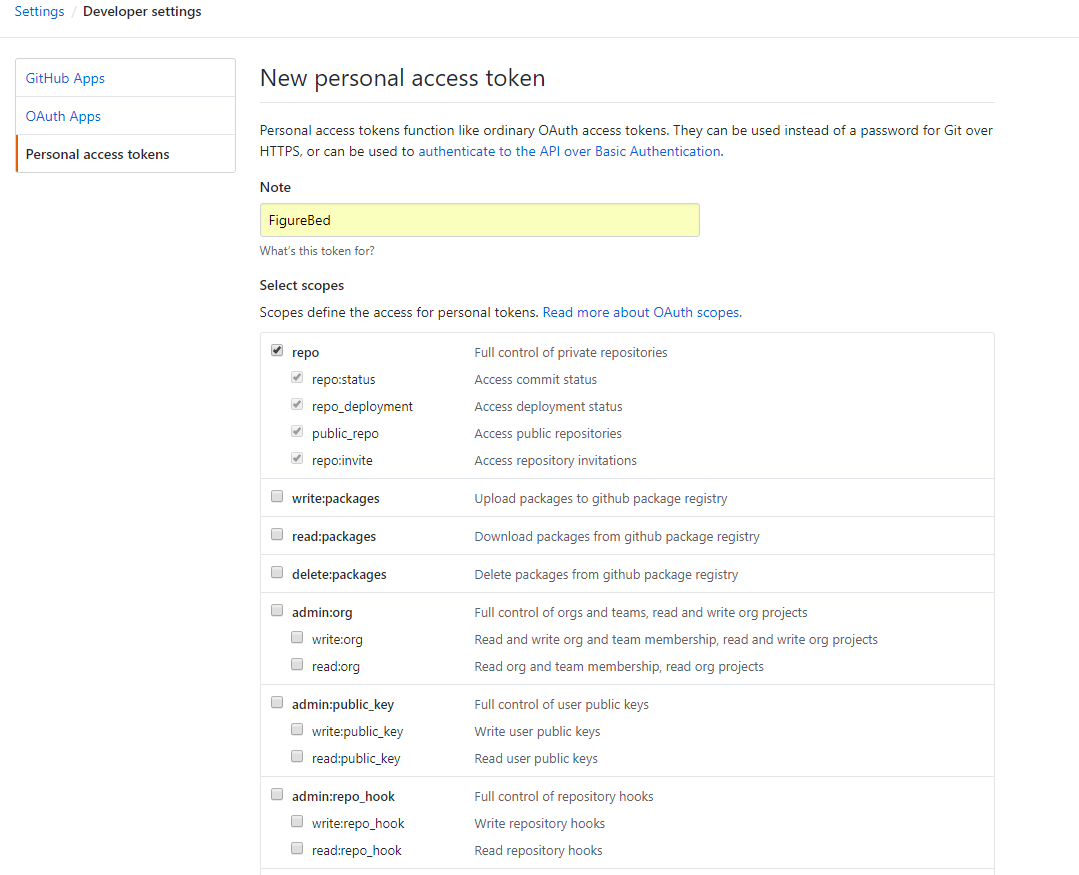 Settings / Developer settings
GitHub Apps
OAuth Apps
Personal access tokens
New personal access token
Personal access tokens function like ordinary OAuth access tokens. They can be used instead of a password for Git over
HTTPS, or can be used to authenticate to the API over Basic Authentication.
Note
FigureBed
What's this token for?
Select scopes
Scopes define the access for personal tokens. Read more about OAuth scopes.
repo Full control of private repositories
repo:status Access commit status
repo_deployment Access deployment status
public_repo Access public repositories
repo:invite Access repository invitations
write:packages Upload packages to github package registry
read:packages Download packages from github package registry
delete:packages Delete packages from github package registry
admin:org Full control of orgs and teams, read and write org projects
write:org Read and write org and team membership, read and write org projects
read:org Read org and team membership, read org projects
admin:public_key Full control of user public keys
write:public_key Write user public keys
read:public_key Read user public keys
admin:repo_hook Full control of repository hooks
write:repo_hook Write repository hooks
read:repo_hook Read repository hooks